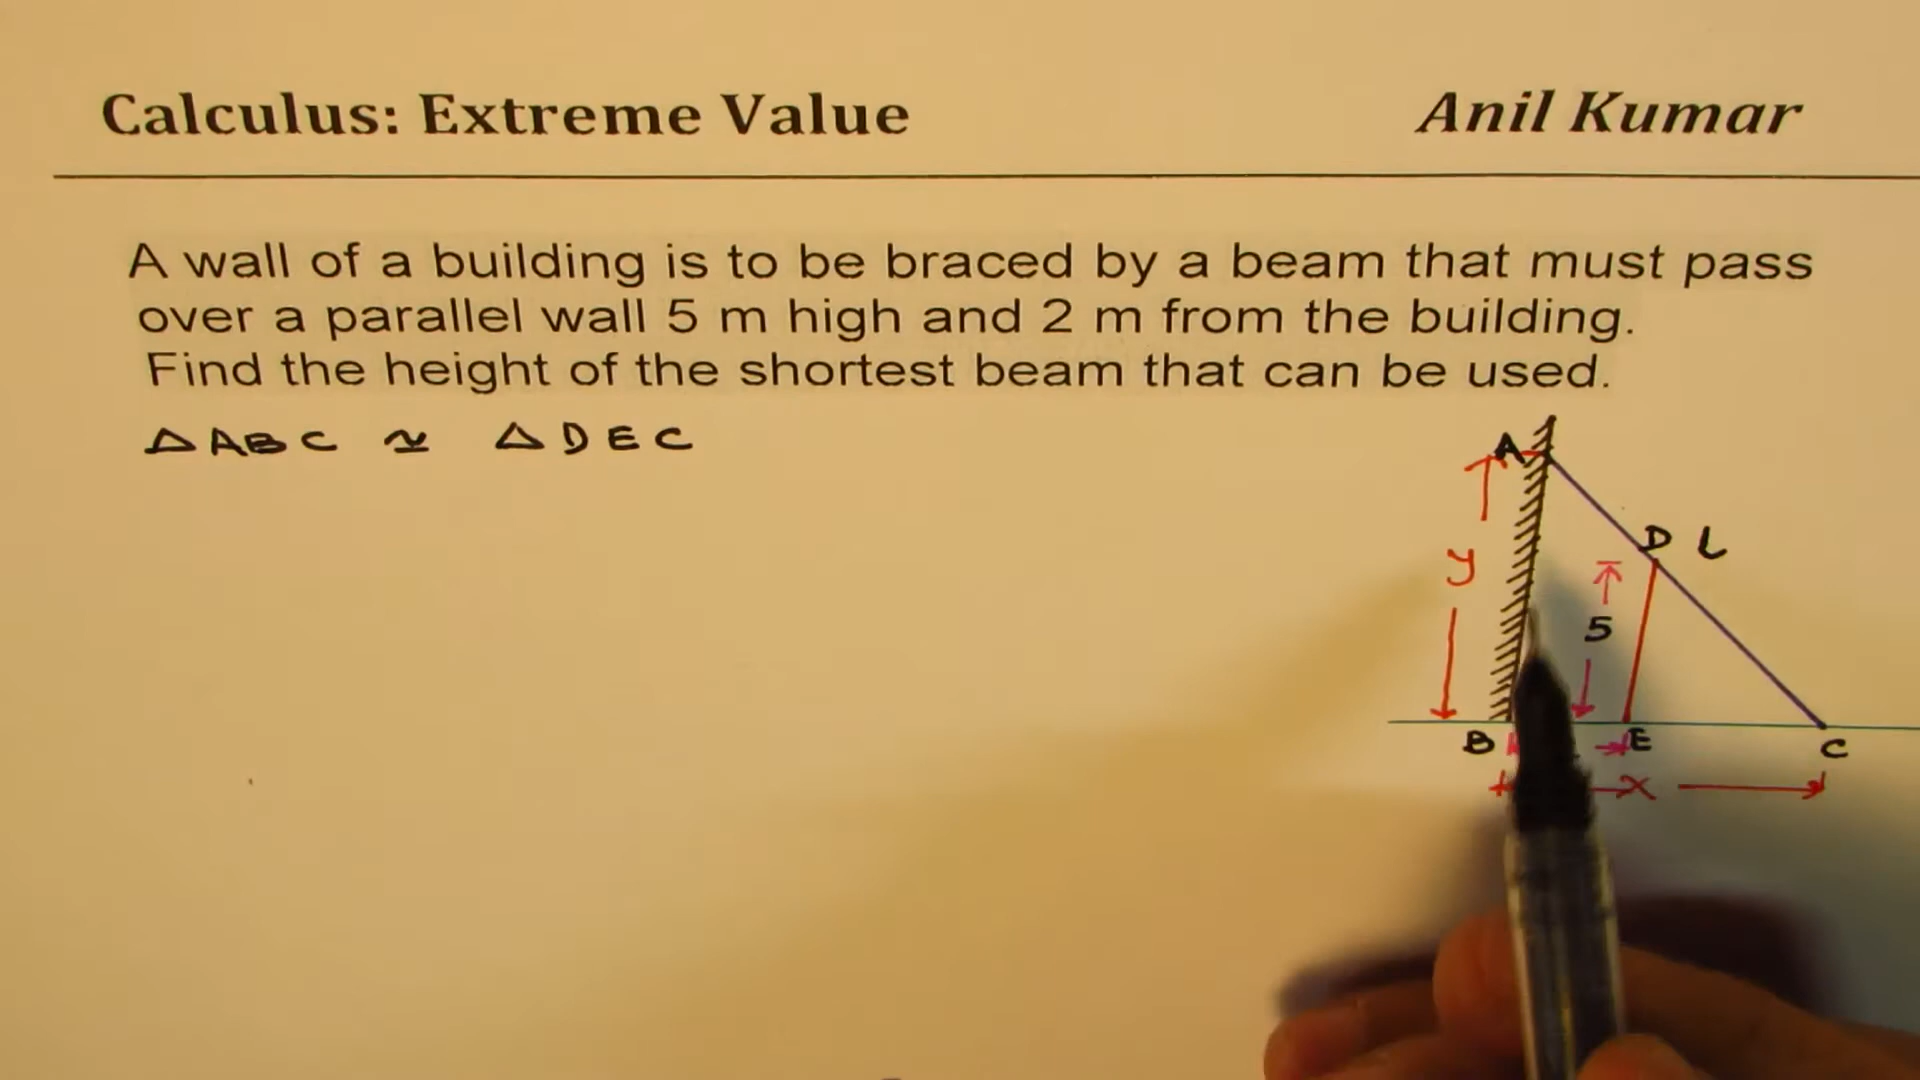 Calculus: Extreme Value
Anil Kumar
A wall of a building is to be braced by a beam that must pass
over a parallel wall 5 m high and 2 m from the building.
Find the height of the shortest beam that can be used.
△ABC ≃ △DEC
A
D L
y
5
B E C
x